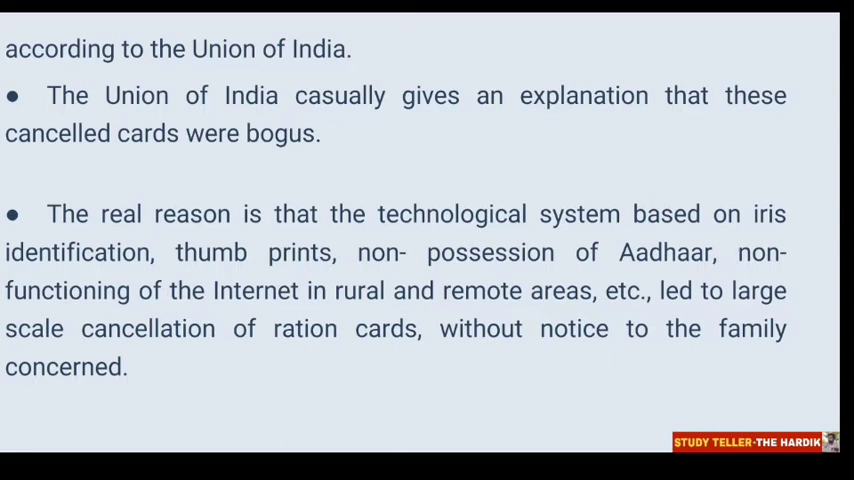 according to the Union of India.
● The Union of India casually gives an explanation that these
cancelled cards were bogus.
● The real reason is that the technological system based on iris
identification, thumb prints, non- possession of Aadhaar, non-
functioning of the Internet in rural and remote areas, etc., led to large
scale cancellation of ration cards, without notice to the family
concerned.
STUDY TELLER-THE HARDIK